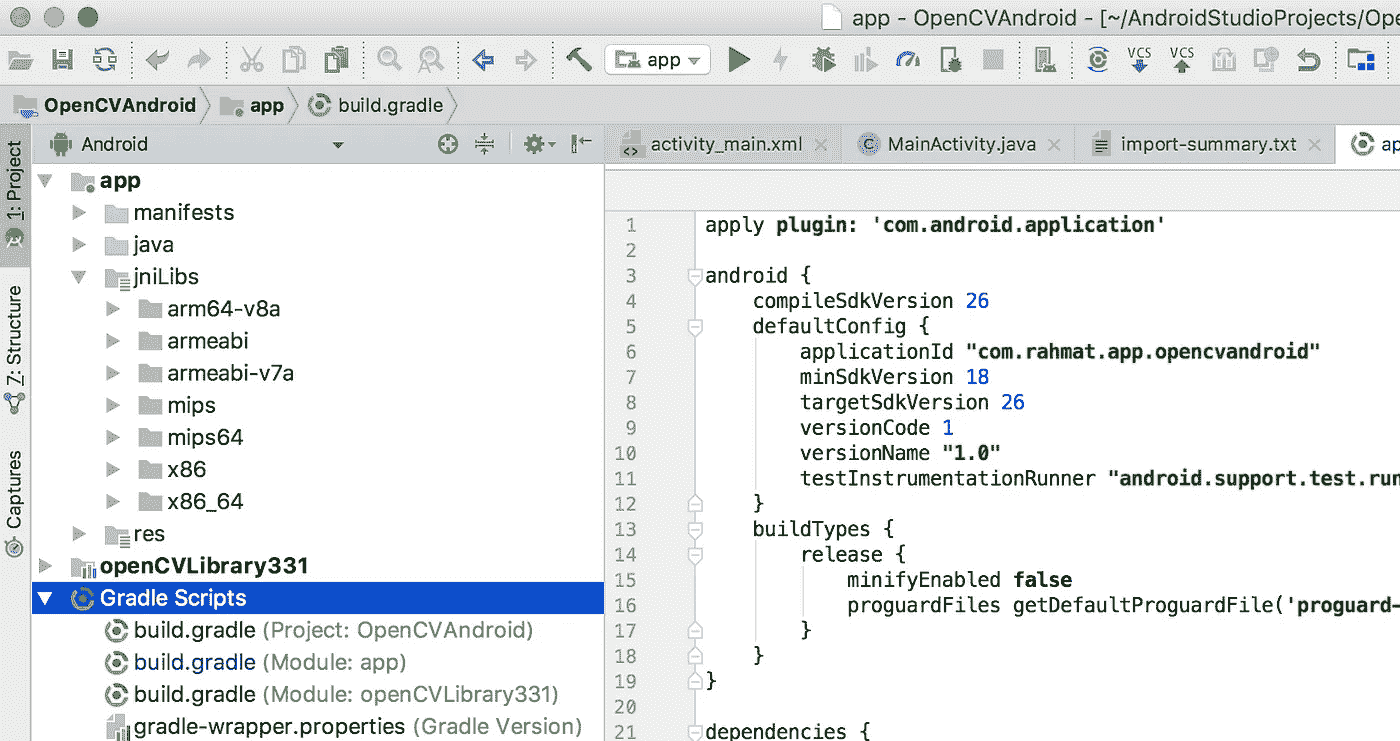 app - OpenCVAndroid - [~/AndroidStudioProjects/Ope
app
VCS VCS
OpenCVAndroid app build.gradle
1: Project
Z: Structure
Captures
Android
app
manifests
java
jniLibs
arm64-v8a
armeabi
armeabi-v7a
mips
mips64
x86
x86_64
res
openCVLibrary331
Gradle Scripts
build.gradle (Project: OpenCVAndroid)
build.gradle (Module: app)
build.gradle (Module: openCVLibrary331)
gradle-wrapper.properties (Gradle Version)
activity_main.xml MainActivity.java import-summary.txt ap
1 apply plugin: 'com.android.application'
2
3 android {
4 compileSdkVersion 26
5 defaultConfig {
6 applicationId "com.rahmat.app.opencvandroid"
7 minSdkVersion 18
8 targetSdkVersion 26
9 versionCode 1
10 versionName "1.0"
11 testInstrumentationRunner "android.support.test.run
12 }
13 buildTypes {
14 release {
15 minifyEnabled false
16 proguardFiles getDefaultProguardFile('proguard-
17 }
18 }
19 }
20
21 dependencies {